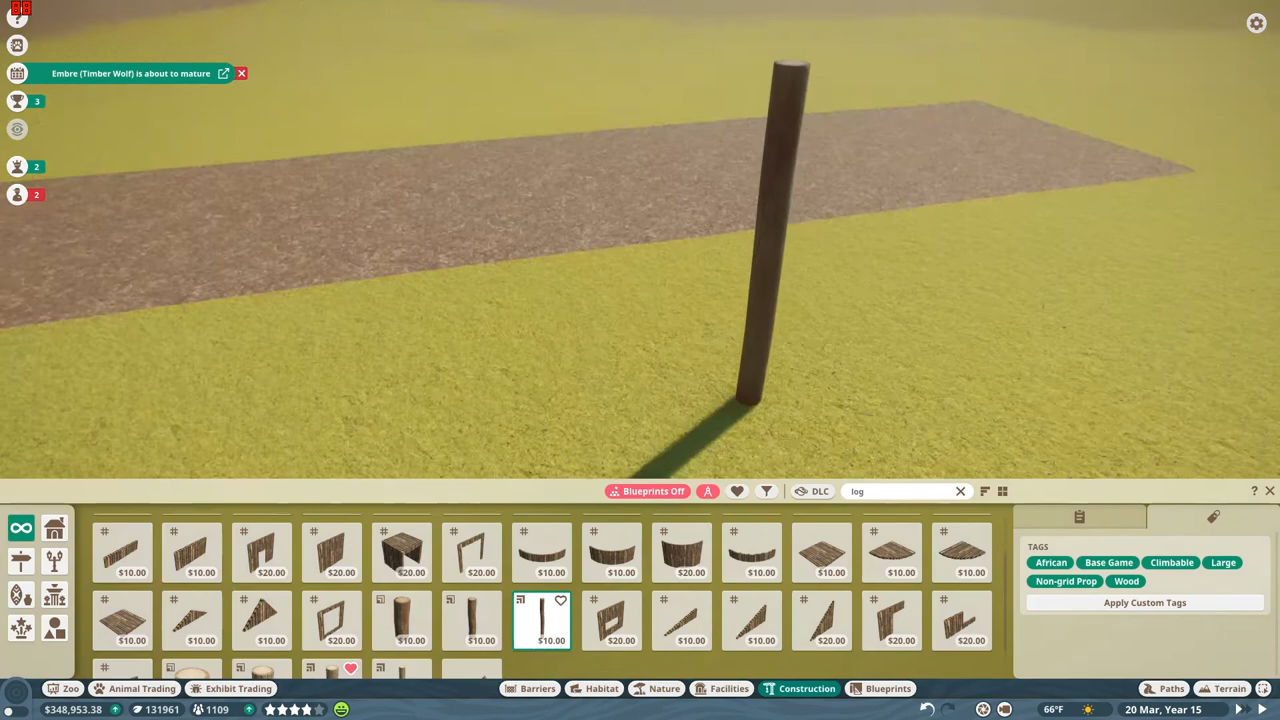 ?
Embre (Timber Wolf) is about to mature
3
2
2
Blueprints Off
DLC
log
?
$10.00 $10.00 $20.00 $10.00 $20.00 $20.00 $10.00 $10.00 $20.00 $10.00 $10.00 $10.00 $10.00
$10.00 $10.00 $10.00 $20.00 $10.00 $10.00 $10.00 $20.00 $10.00 $10.00 $20.00 $20.00 $20.00
TAGS
African Base Game Climbable Large
Non-grid Prop Wood
Apply Custom Tags
Zoo Animal Trading Exhibit Trading Barriers Habitat Nature Facilities Construction Blueprints Paths Terrain
$348,953.38 131961 1109 66°F 20 Mar, Year 15